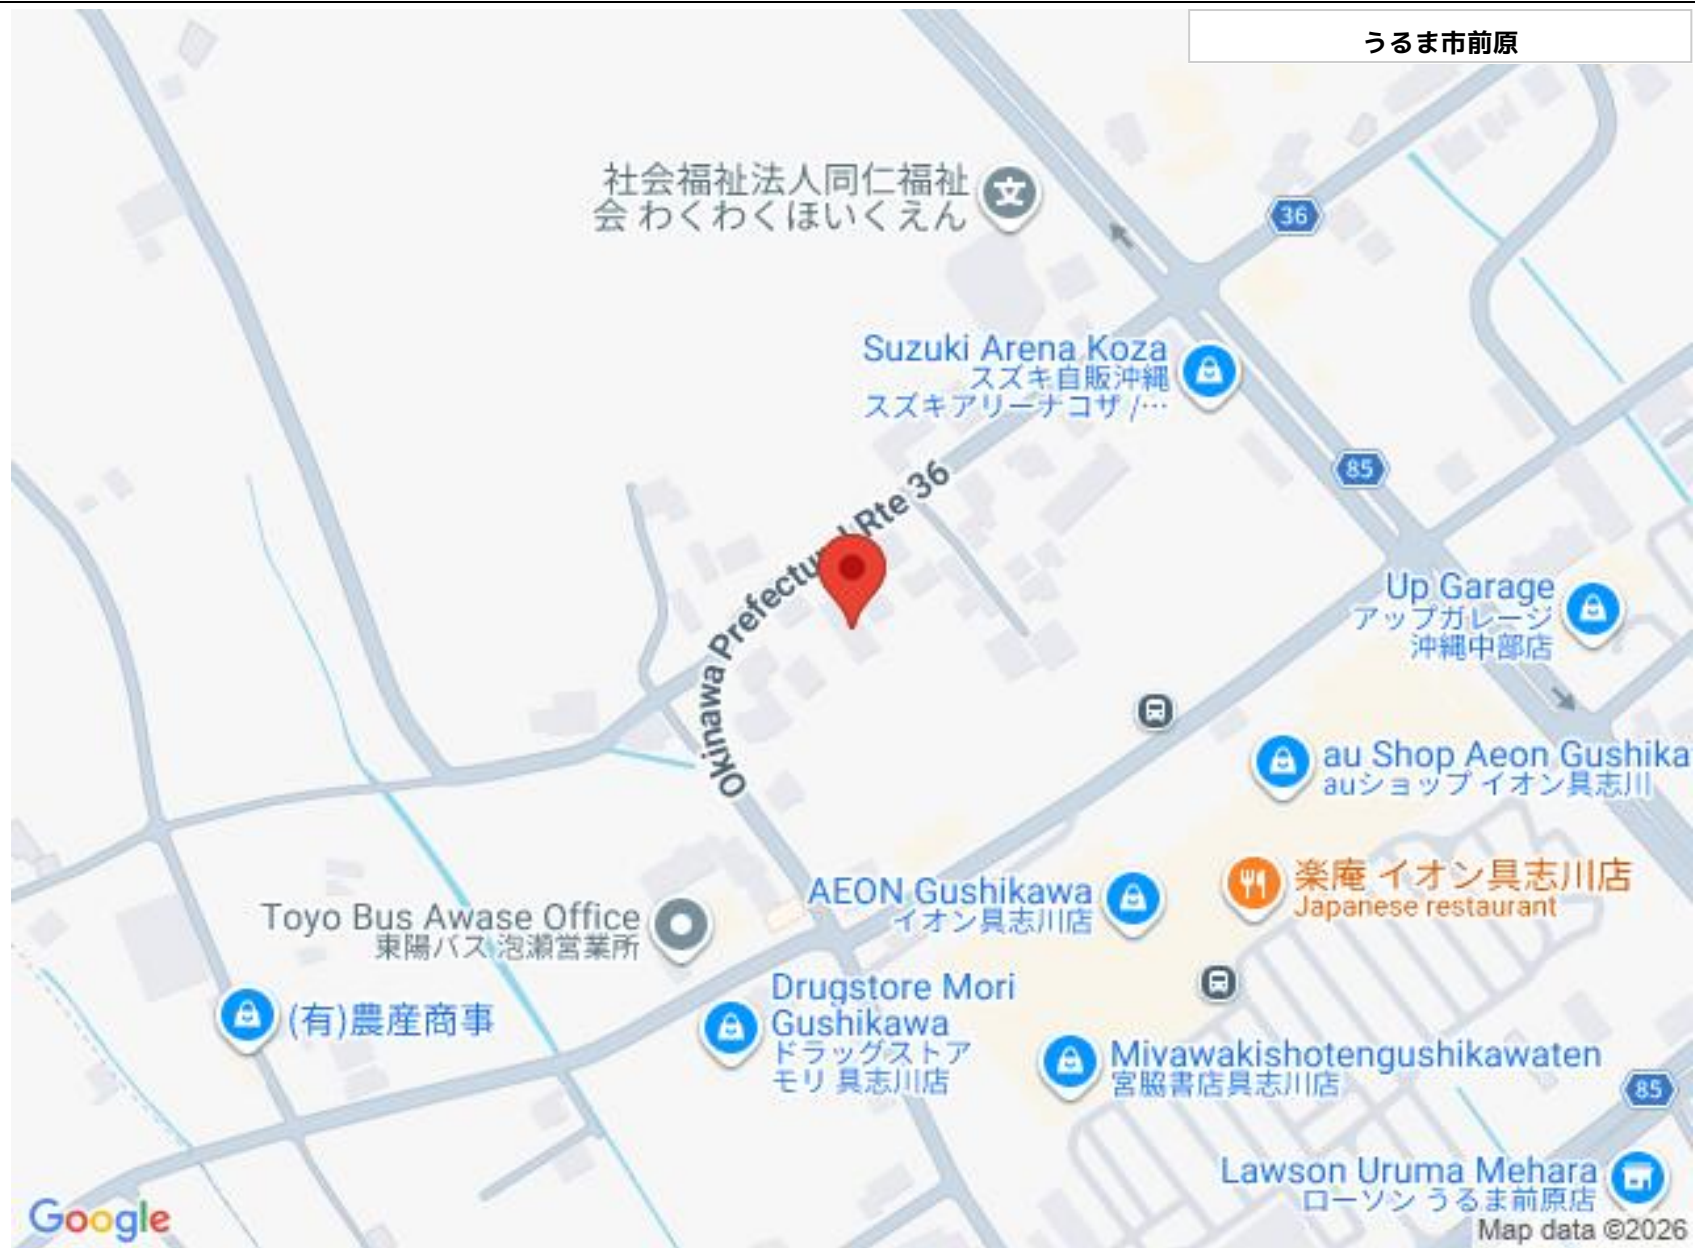 うるま市前原
社会福祉法人同仁福祉
会 わくわくほいくえん
36
Suzuki Arena Koza
スズキ自販沖縄
スズキアリーナコザ /…
85
Okinawa Prefectural Rte 36
Up Garage
アップガレージ
沖縄中部店
au Shop Aeon Gushika
auショップ イオン具志川
AEON Gushikawa
イオン具志川店
楽庵 イオン具志川店
Japanese restaurant
Toyo Bus Awase Office
東陽バス 泡瀬営業所
(有)農産商事
Drugstore Mori
Gushikawa
ドラッグストア
モリ 具志川店
Miyawakishotengushikawaten
宮脇書店具志川店
85
Lawson Uruma Mehara
ローソン うるま前原店
Google
Map data ©2026